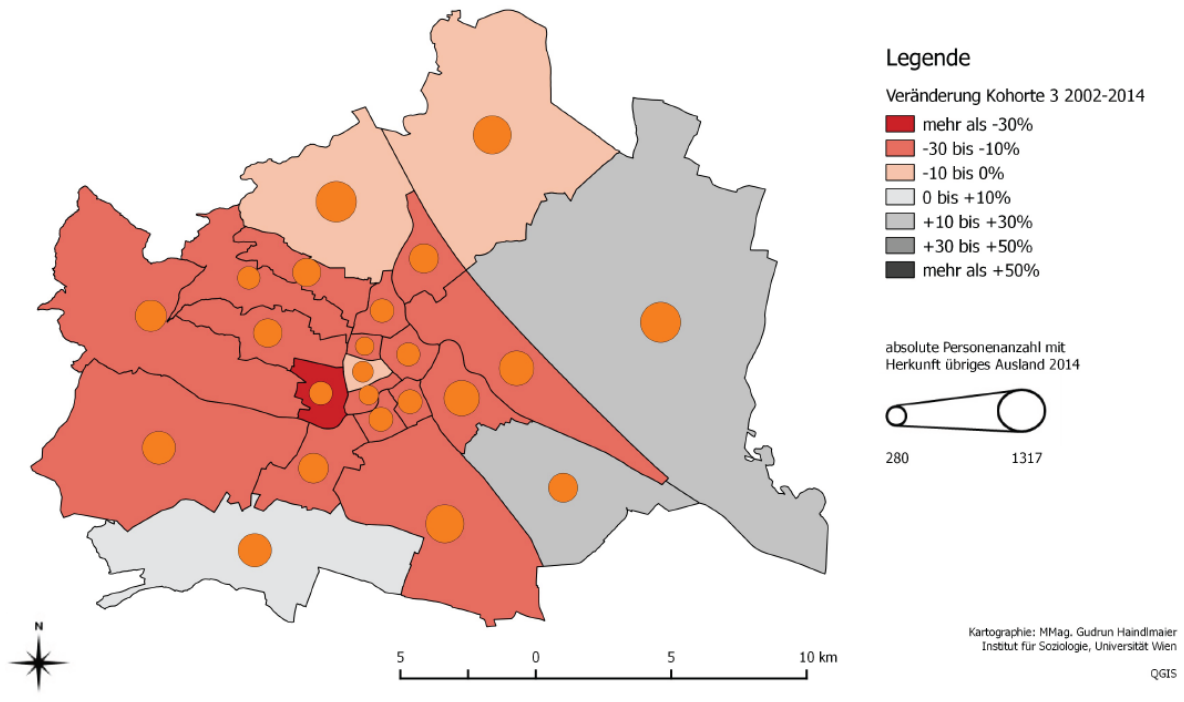 Legende
Veränderung Kohorte 3 2002-2014
mehr als -30%
-30 bis -10%
-10 bis 0%
0 bis +10%
+10 bis +30%
+30 bis +50%
mehr als +50%
absolute Personenanzahl mit
Herkunft übriges Ausland 2014
280 1317
N
5 0 5 10 km
Kartographie: MMag. Gudrun Haindlmaier
Institut für Soziologie, Universität Wien
QGIS